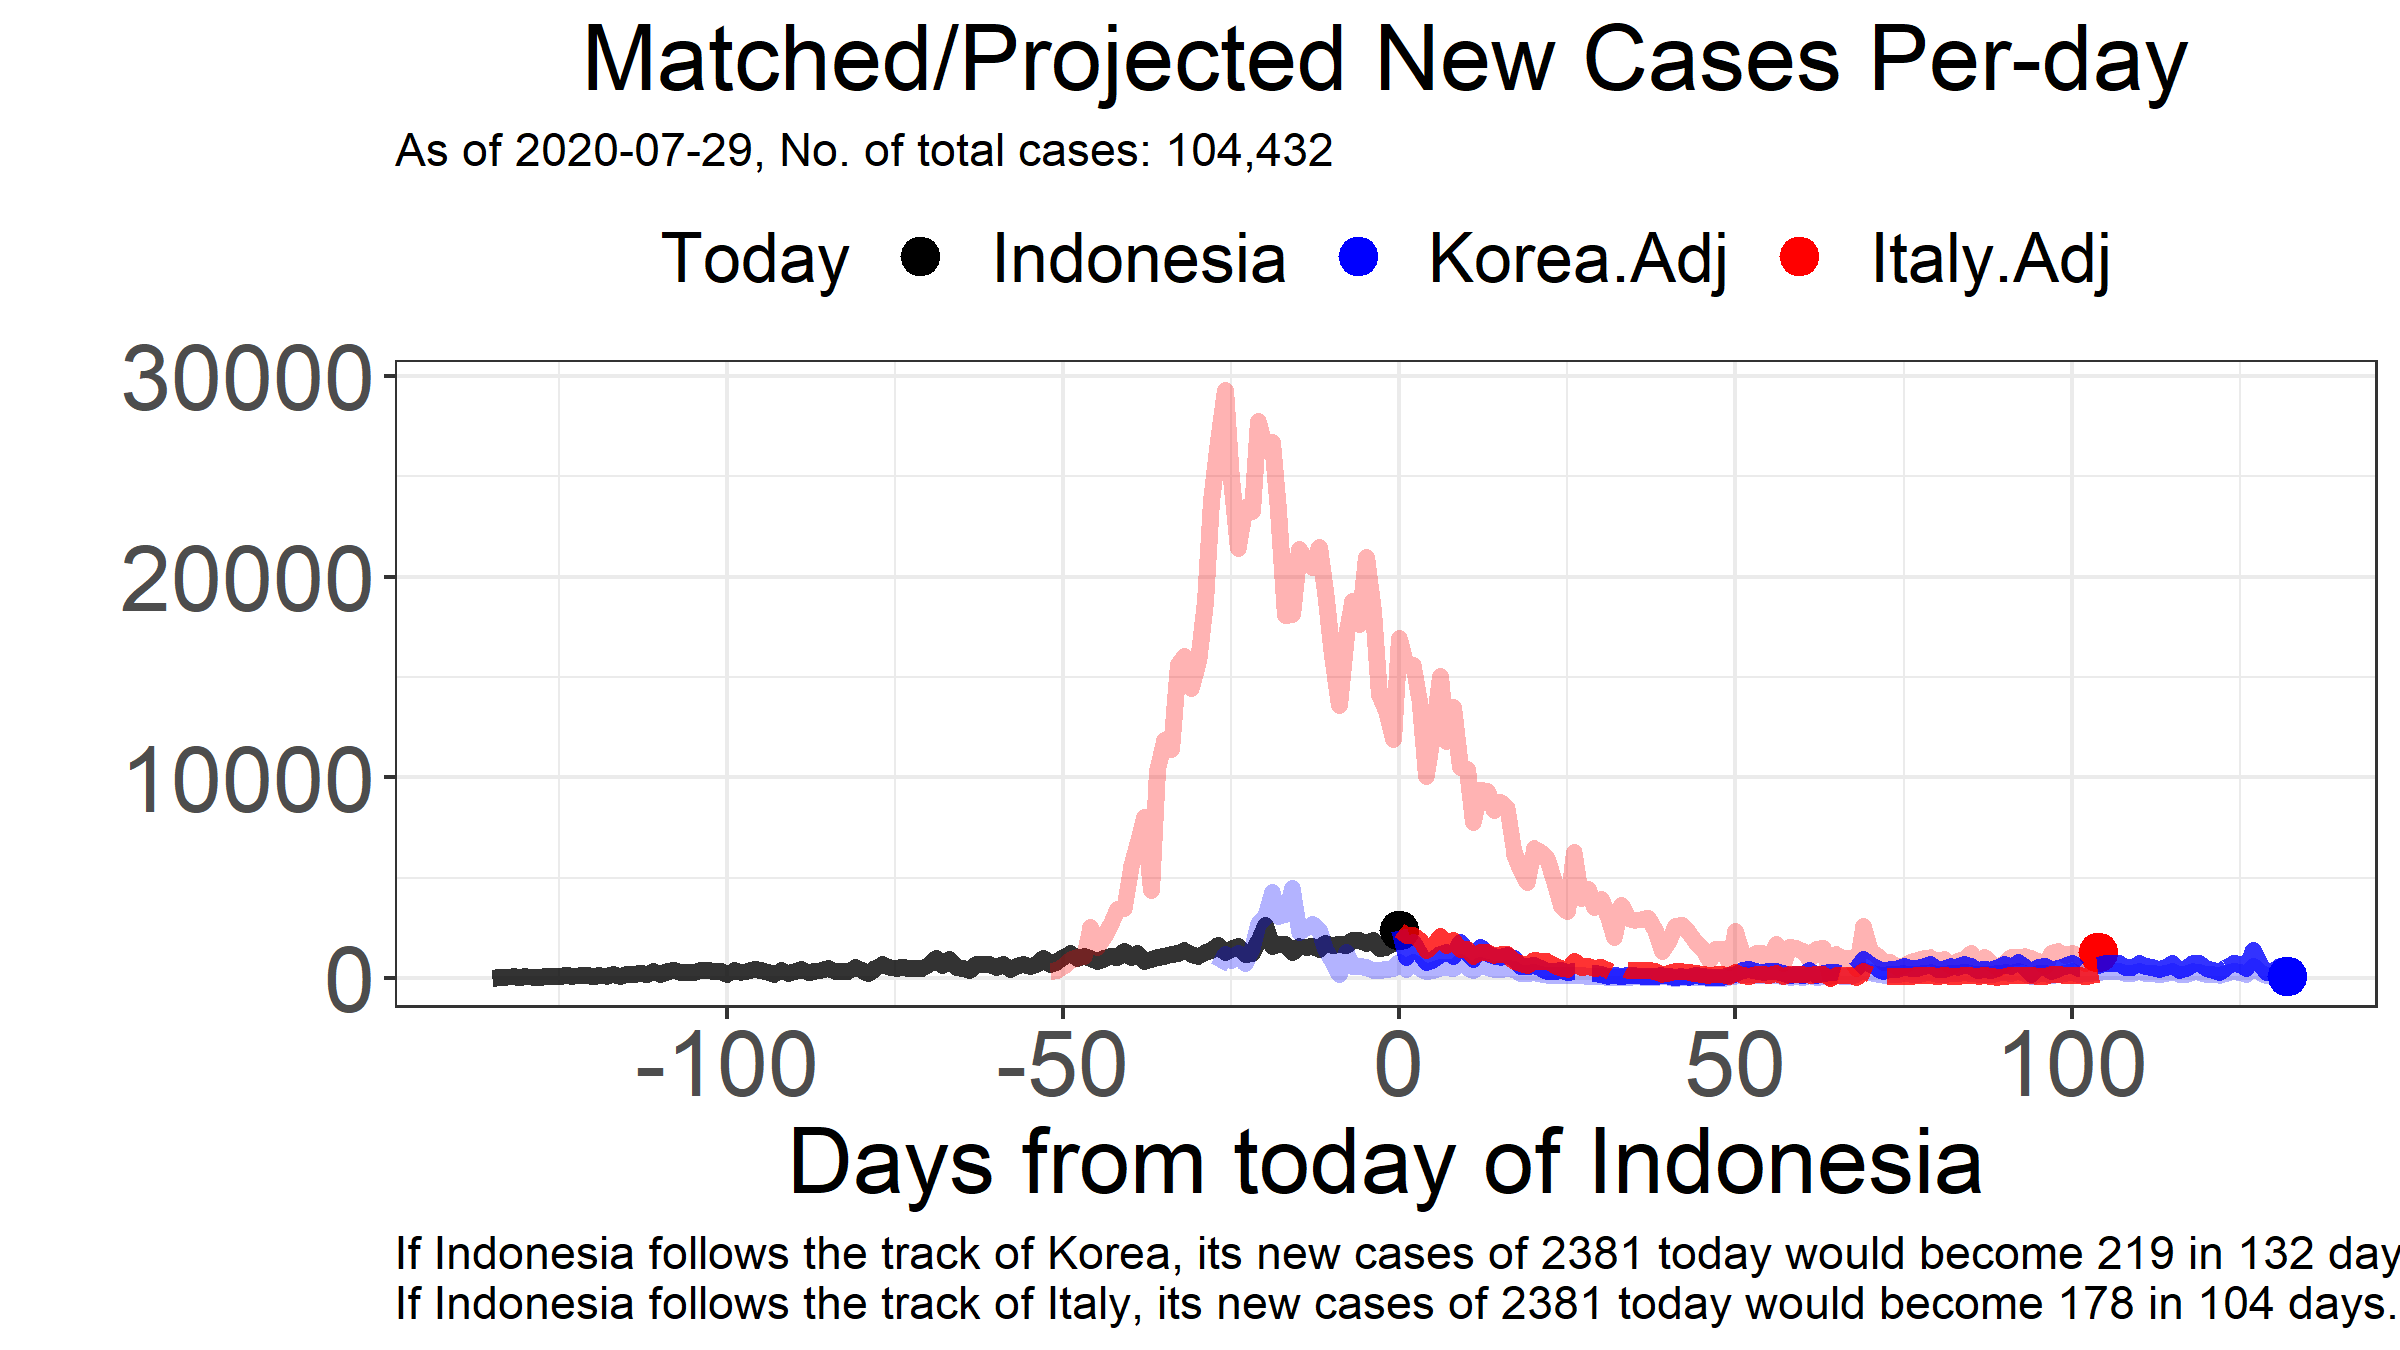 Matched/Projected New Cases Per-day
As of 2020-07-29, No. of total cases: 104,432
Today Indonesia Korea.Adj Italy.Adj
30000
20000
10000
0
-100 -50 0 50 100
Days from today of Indonesia
If Indonesia follows the track of Korea, its new cases of 2381 today would become 219 in 132 day
If Indonesia follows the track of Italy, its new cases of 2381 today would become 178 in 104 days.